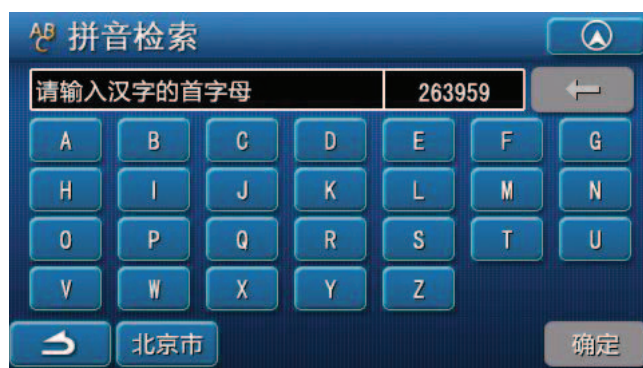 ABC 拼音检索
请输入汉字的首字母 263959
A B C D E F G
H I J K L M N
O P Q R S T U
V W X Y Z
北京市 确定